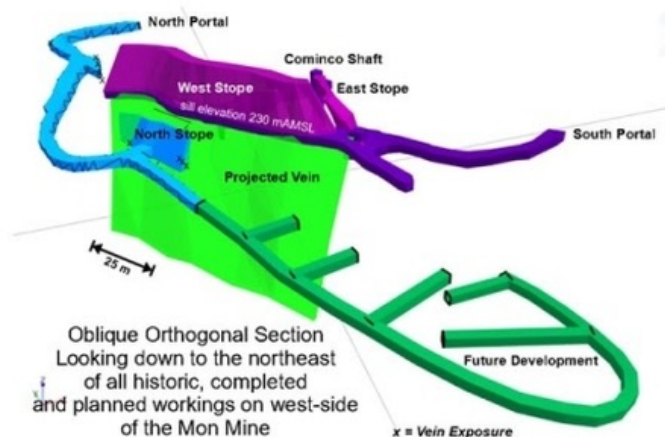 North Portal
Cominco Shaft
West Stope
East Stope
sill elevation 230 mAMSL
North Stope
South Portal
Projected Vein
25 m
Oblique Orthogonal Section
Looking down to the northeast
of all historic, completed
and planned workings on west-side
of the Mon Mine
Future Development
x = Vein Exposure